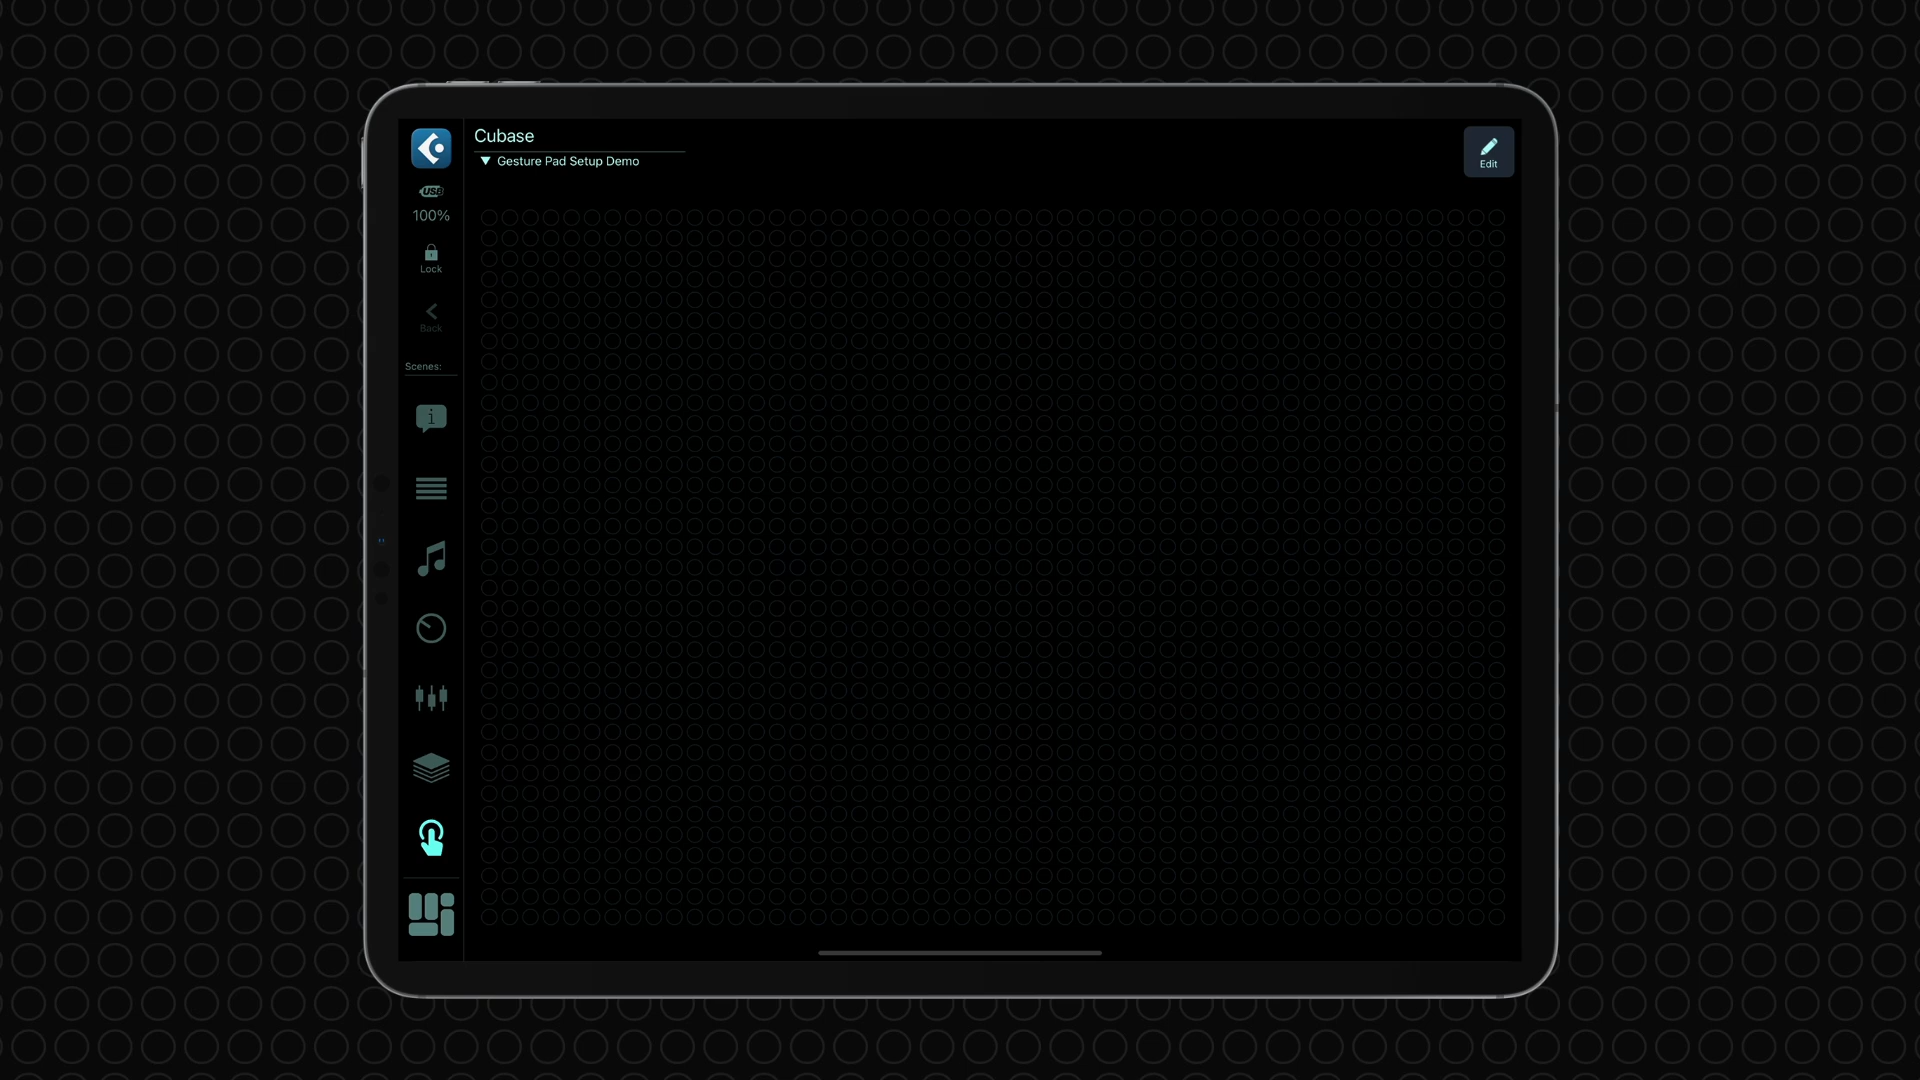 Cubase
▼ Gesture Pad Setup Demo
Edit
USB
100%
Lock
Back
Scenes:
i